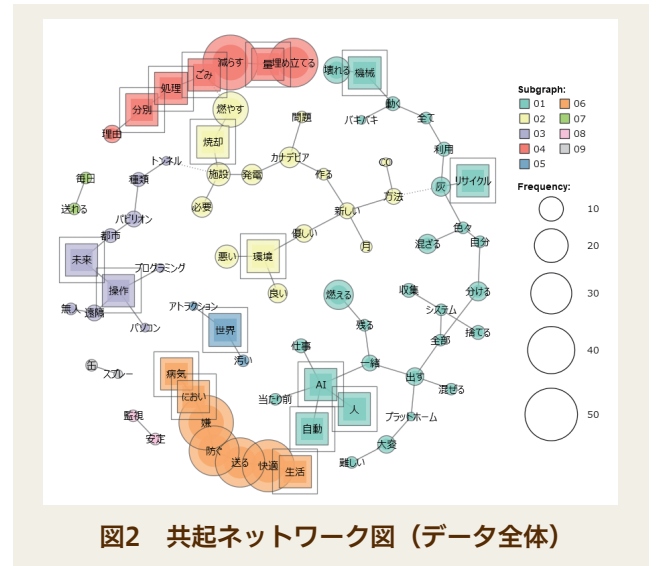 減らす
量
埋め立てる
ごみ
処理
分別
理由
燃やす
焼却
壊れる
機械
動く
バキバキ
全て
利用
問題
カナデビア
トンネル
施設
発電
作る
必要
新しい
方法
灰
リサイクル
毎日
送れる
種類
パビリオン
都市
未来
操作
プログラミング
無人
遠隔
パソコン
優しい
月
悪い
環境
良い
混ざる
色々
自分
アトラクション
世界
汚い
燃える
収集
分ける
システム
捨てる
全部
残る
仕事
一緒
缶
スプレー
病気
におい
AI
人
自動
当たり前
出す
混ぜる
監視
安定
嫌
防ぐ
送る
快適
生活
プラットホーム
大変
難しい
Subgraph:
01 06
02 07
03 08
04 09
05
Frequency:
10
20
30
40
50
図2 共起ネットワーク図（データ全体）